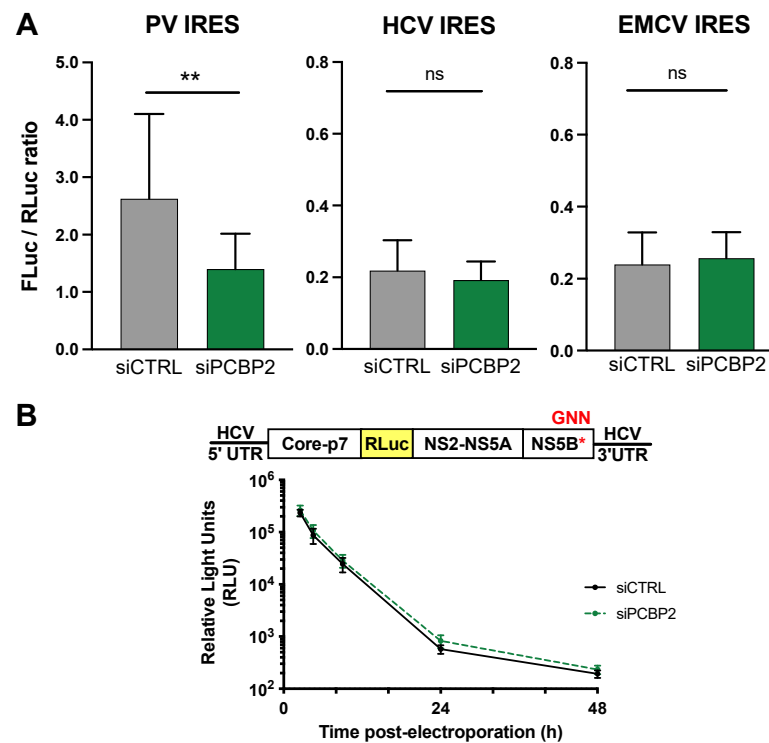 A
PV IRES
HCV IRES
EMCV IRES
FLuc / RLuc ratio
5.0
4.0
3.0
2.0
1.0
0.0
**
siCTRL siPCBP2
0.8
0.6
0.4
0.2
0.0
ns
siCTRL siPCBP2
0.8
0.6
0.4
0.2
0.0
ns
siCTRL siPCBP2
B
GNN
HCV
5' UTR
Core-p7
RLuc
NS2-NS5A
NS5B*
HCV
3'UTR
Relative Light Units
(RLU)
10^6
10^5
10^4
10^3
10^2
0
24
48
Time post-electroporation (h)
siCTRL
siPCBP2